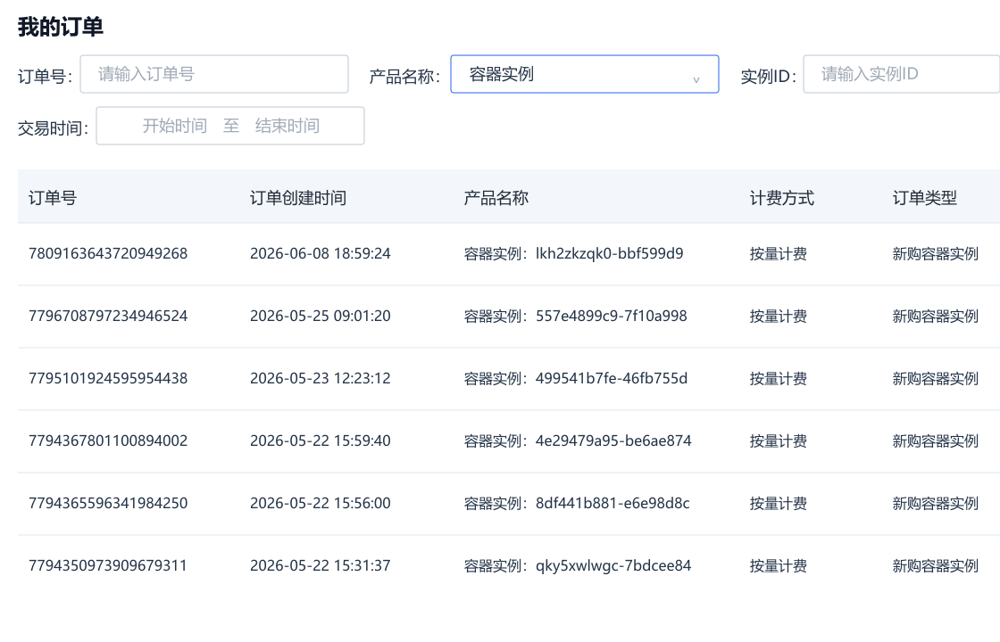 我的订单
订单号： 请输入订单号 产品名称： 容器实例 实例ID： 请输入实例ID
交易时间： 开始时间 至 结束时间
订单号 订单创建时间 产品名称 计费方式 订单类型
7809163643720949268 2026-06-08 18:59:24 容器实例：lkh2zkzqk0-bbf599d9 按量计费 新购容器实例
7796708797234946524 2026-05-25 09:01:20 容器实例：557e4899c9-7f10a998 按量计费 新购容器实例
7795101924595954438 2026-05-23 12:23:12 容器实例：499541b7fe-46fb755d 按量计费 新购容器实例
7794367801100894002 2026-05-22 15:59:40 容器实例：4e29479a95-be6ae874 按量计费 新购容器实例
7794365596341984250 2026-05-22 15:56:00 容器实例：8df441b881-e6e98d8c 按量计费 新购容器实例
7794350973909679311 2026-05-22 15:31:37 容器实例：qky5xwlwgc-7bdcee84 按量计费 新购容器实例